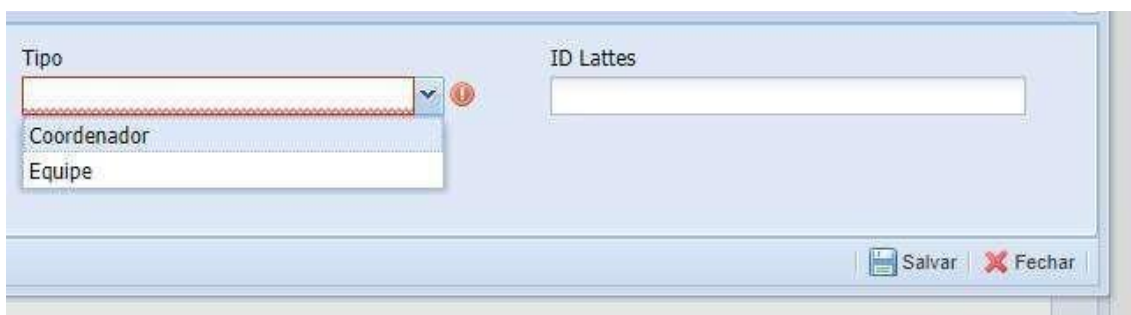 Tipo
ID Lattes
Coordenador
Equipe
Salvar
Fechar